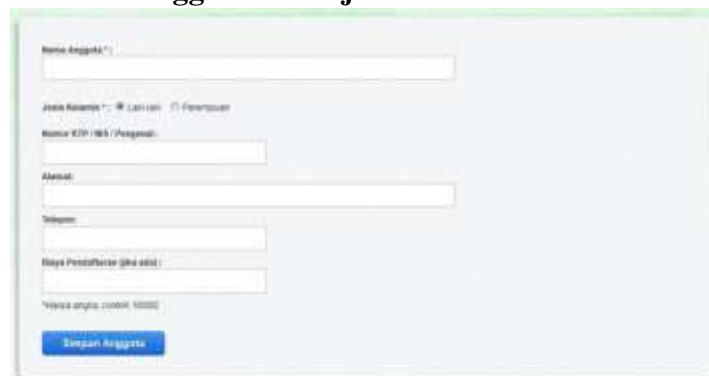 Nama Anggota * :
Jenis Kelamin * : Laki-laki Perempuan
Nomor KTP / NIS / Pengenal :
Alamat:
Telepon:
Biaya Pendaftaran (jika ada) :
*Hanya angka, contoh: 50000
Simpan Anggota